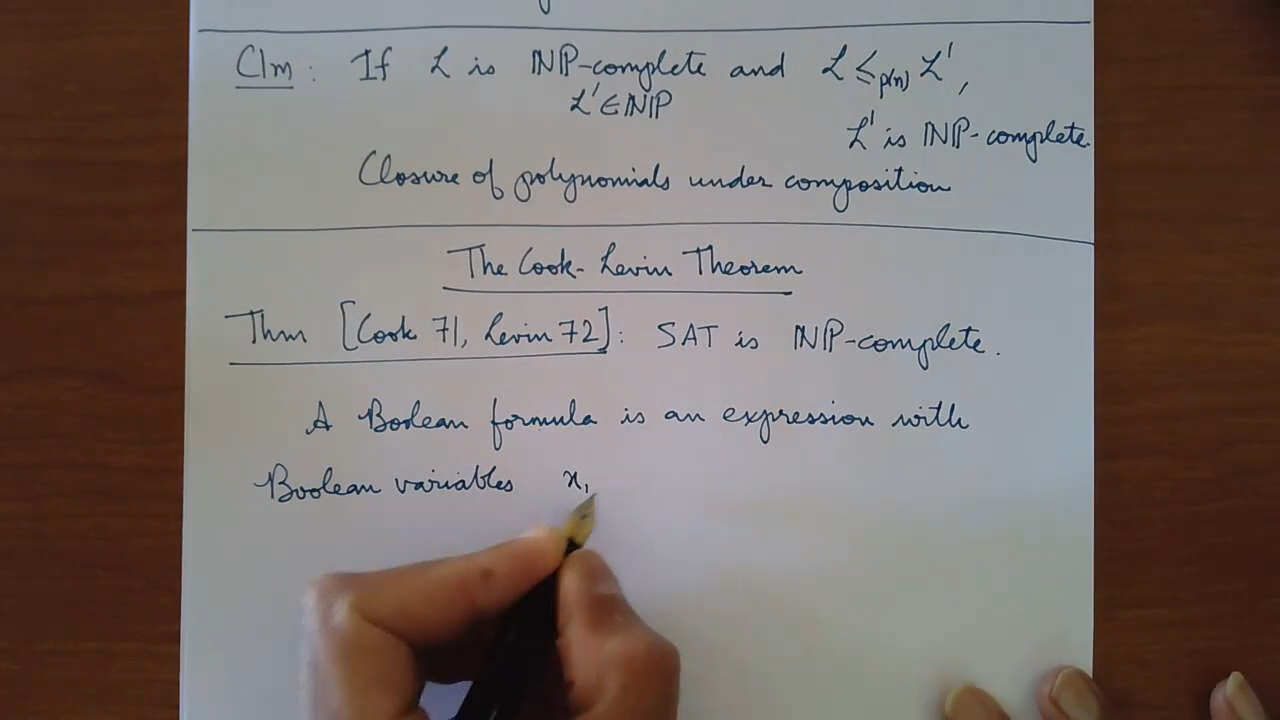 Clm: If L is NP-complete and L ≤p(n) L',
L' ∈ NP
L' is NP-complete.
Closure of polynomials under composition
The Cook-Levin Theorem
Thm [Cook 71, Levin 72]: SAT is NP-complete.
A Boolean formula is an expression with
Boolean variables x₁